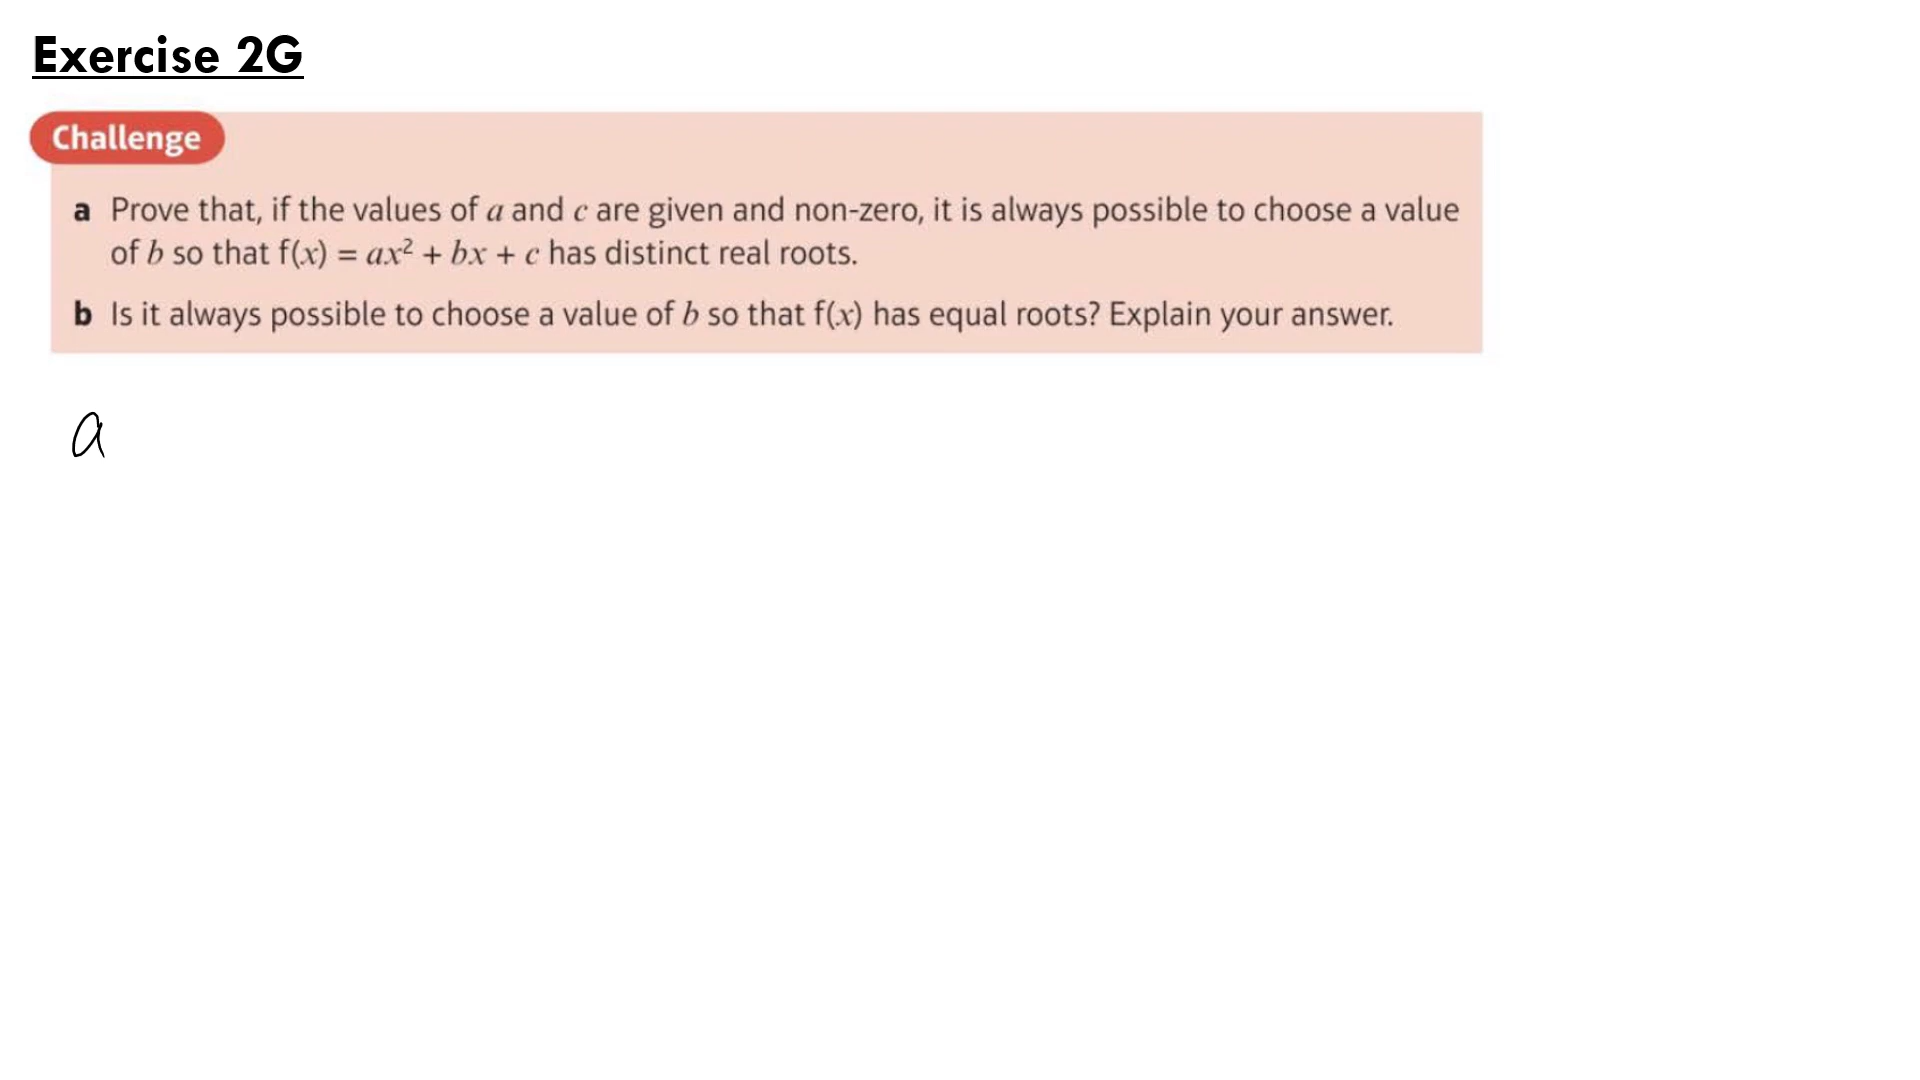 Exercise 2G
Challenge
a Prove that, if the values of a and c are given and non-zero, it is always possible to choose a value
of b so that f(x) = ax² + bx + c has distinct real roots.
b Is it always possible to choose a value of b so that f(x) has equal roots? Explain your answer.
a